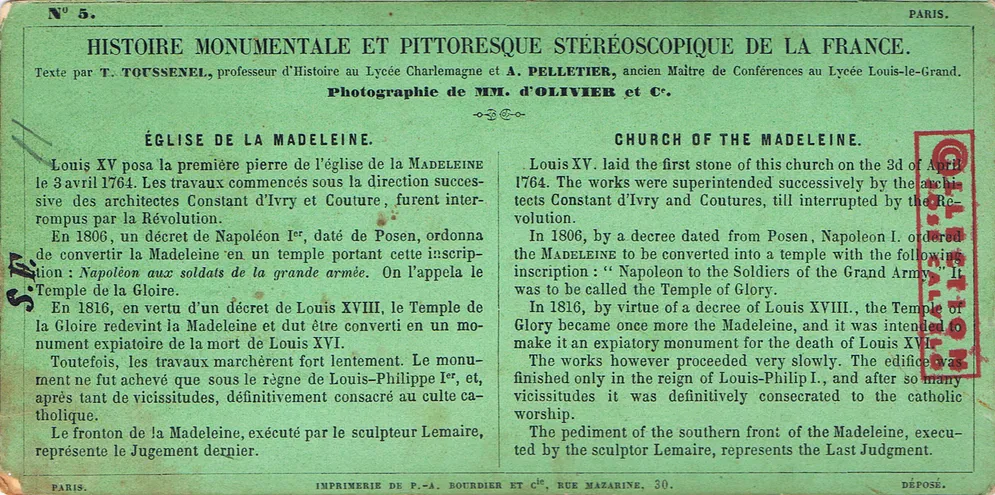 Nº 5.
PARIS.
HISTOIRE MONUMENTALE ET PITTORESQUE STÉRÉOSCOPIQUE DE LA FRANCE.
Texte par T. TOUSSENEL, professeur d'Histoire au Lycée Charlemagne et A. PELLETIER, ancien Maître de Conférences au Lycée Louis-le-Grand.
Photographie de MM. d'OLIVIER et Cᵉ.
ÉGLISE DE LA MADELEINE.
Louis XV posa la première pierre de l'église de la MADELEINE
le 3 avril 1764. Les travaux commencés sous la direction succes-
sive des architectes Constant d'Ivry et Couture, furent inter-
rompus par la Révolution.
En 1806, un décret de Napoléon Iᵉʳ, daté de Posen, ordonna
de convertir la Madeleine en un temple portant cette inscrip-
tion : Napoléon aux soldats de la grande armée. On l'appela le
Temple de la Gloire.
En 1816, en vertu d'un décret de Louis XVIII, le Temple de
la Gloire redevint la Madeleine et dut être converti en un mo-
nument expiatoire de la mort de Louis XVI.
Toutefois, les travaux marchèrent fort lentement. Le monu-
ment ne fut achevé que sous le règne de Louis-Philippe Iᵉʳ, et,
après tant de vicissitudes, définitivement consacré au culte ca-
tholique.
Le fronton de la Madeleine, exécuté par le sculpteur Lemaire,
représente le Jugement dernier.
CHURCH OF THE MADELEINE.
Louis XV. laid the first stone of this church on the 3d of April
1764. The works were superintended successively by the archi-
tects Constant d'Ivry and Coutures, till interrupted by the Re-
volution.
In 1806, by a decree dated from Posen, Napoleon I. ordered
the MADELEINE to be converted into a temple with the following
inscription : “ Napoleon to the Soldiers of the Grand Army. ” It
was to be called the Temple of Glory.
In 1816, by virtue of a decree of Louis XVIII., the Temple of
Glory became once more the Madeleine, and it was intended to
make it an expiatory monument for the death of Louis XVI.
The works however proceeded very slowly. The edifice was
finished only in the reign of Louis-Philip I., and after so many
vicissitudes it was definitively consecrated to the catholic
worship.
The pediment of the southern front of the Madeleine, execu-
ted by the sculptor Lemaire, represents the Last Judgment.
S.F.
COLLECTION
CALVELO
PARIS.
IMPRIMERIE DE P.-A. BOURDIER ET Cⁱᵉ, RUE MAZARINE, 30.
DÉPOSÉ.